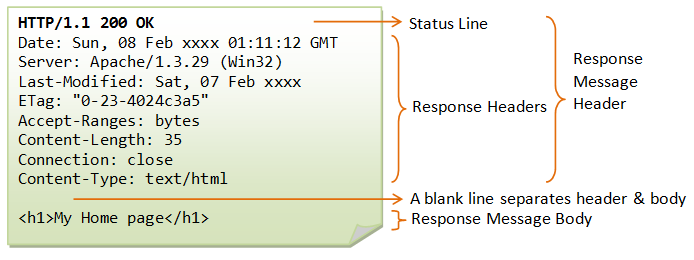 HTTP/1.1 200 OK
Date: Sun, 08 Feb xxxx 01:11:12 GMT
Server: Apache/1.3.29 (Win32)
Last-Modified: Sat, 07 Feb xxxx
ETag: "0-23-4024c3a5"
Accept-Ranges: bytes
Content-Length: 35
Connection: close
Content-Type: text/html
<h1>My Home page</h1>
Status Line
Response Headers
Response
Message
Header
A blank line separates header & body
Response Message Body